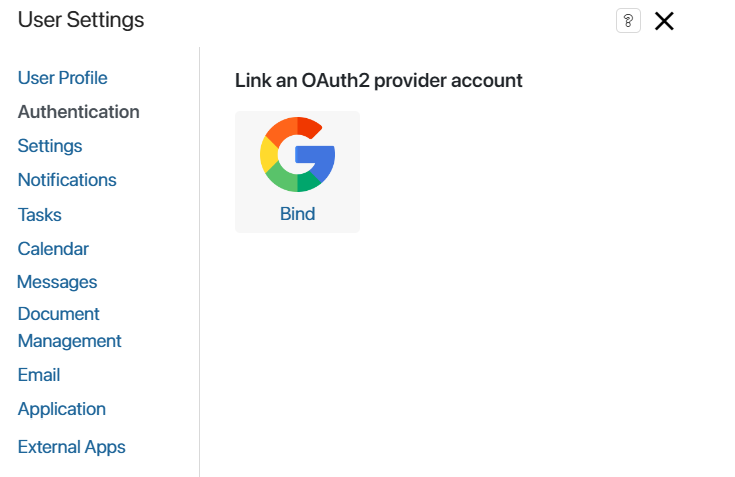 User Settings
?
User Profile
Authentication
Settings
Notifications
Tasks
Calendar
Messages
Document
Management
Email
Application
External Apps
Link an OAuth2 provider account
G
Bind